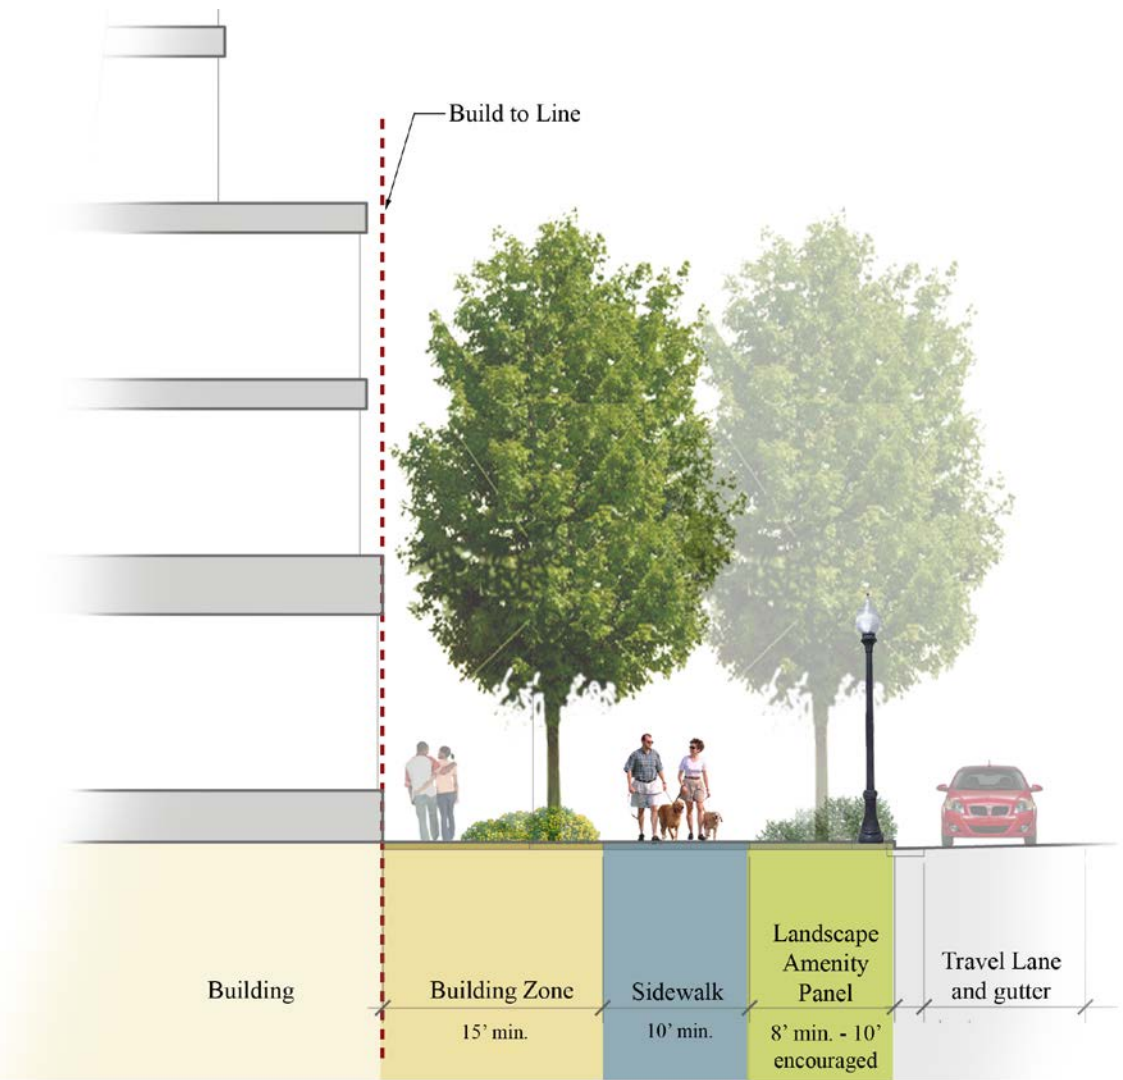 Build to Line
Building
Building Zone
15’ min.
Sidewalk
10’ min.
Landscape
Amenity
Panel
8’ min. - 10’
encouraged
Travel Lane
and gutter